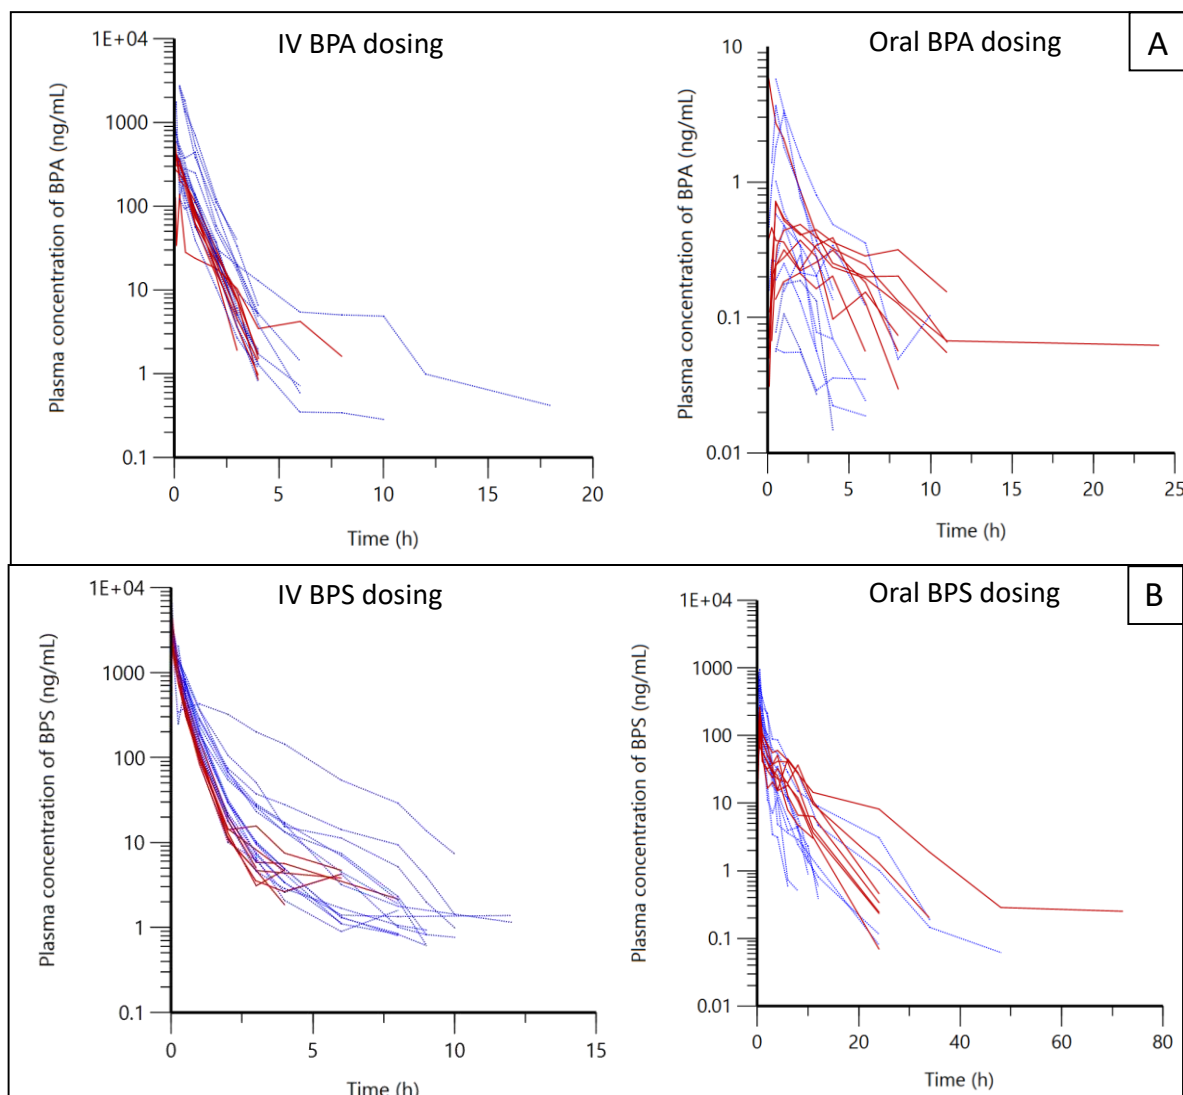 IV BPA dosing
Oral BPA dosing
A
1E+04
1000
100
10
1
0.1
Plasma concentration of BPA (ng/mL)
0
5
10
15
20
Time (h)
10
1
0.1
0.01
Plasma concentration of BPA (ng/mL)
0
5
10
15
20
25
Time (h)
IV BPS dosing
Oral BPS dosing
B
1E+04
1000
100
10
1
0.1
Plasma concentration of BPS (ng/mL)
0
5
10
15
Time (h)
1E+04
1000
100
10
1
0.1
0.01
Plasma concentration of BPS (ng/mL)
0
20
40
60
80
Time (h)